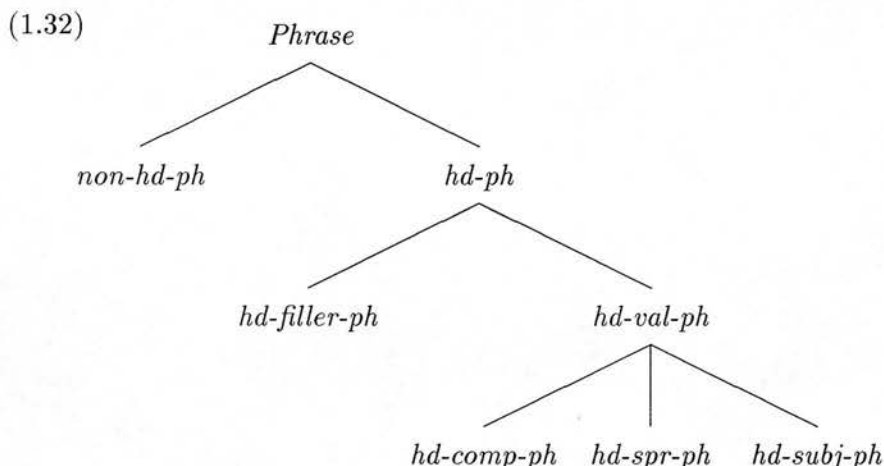 (1.32)
Phrase
non-hd-ph hd-ph
hd-filler-ph hd-val-ph
hd-comp-ph hd-spr-ph hd-subj-ph